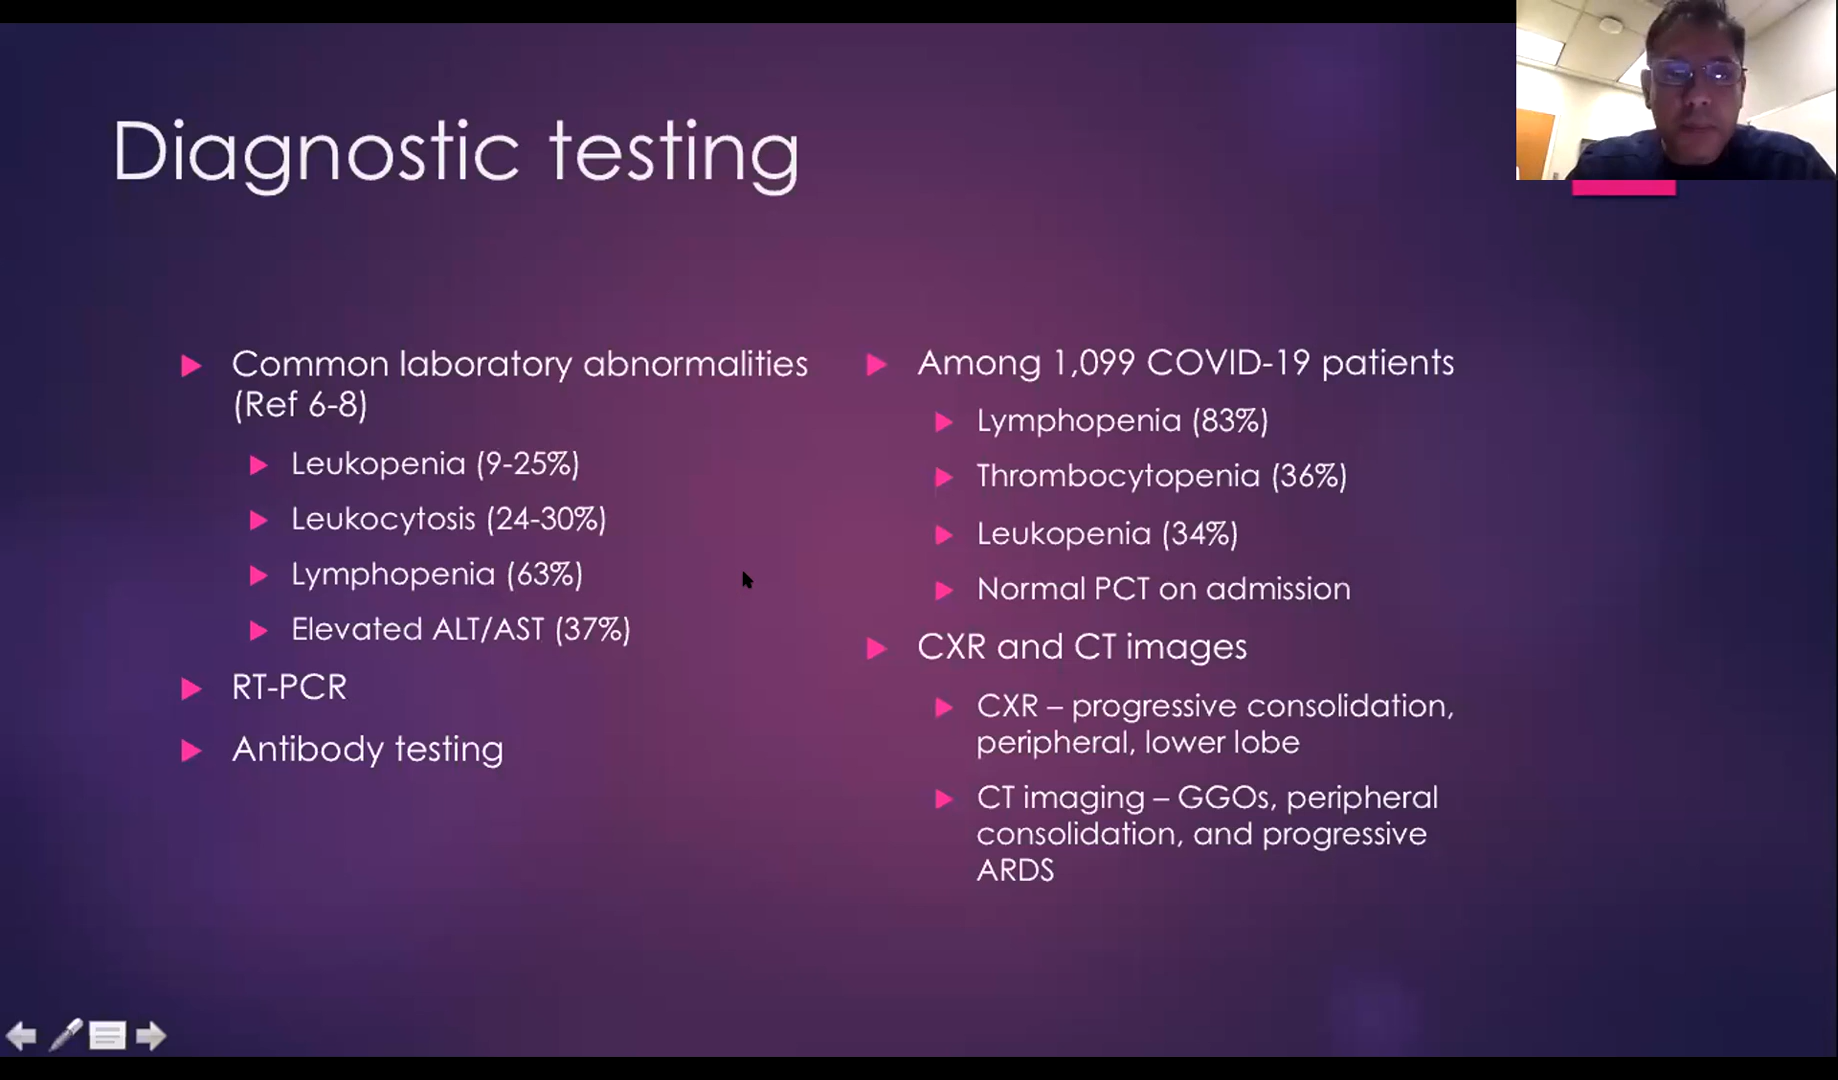 Diagnostic testing
Common laboratory abnormalities
(Ref 6-8)
Leukopenia (9-25%)
Leukocytosis (24-30%)
Lymphopenia (63%)
Elevated ALT/AST (37%)
RT-PCR
Antibody testing
Among 1,099 COVID-19 patients
Lymphopenia (83%)
Thrombocytopenia (36%)
Leukopenia (34%)
Normal PCT on admission
CXR and CT images
CXR – progressive consolidation,
peripheral, lower lobe
CT imaging – GGOs, peripheral
consolidation, and progressive
ARDS